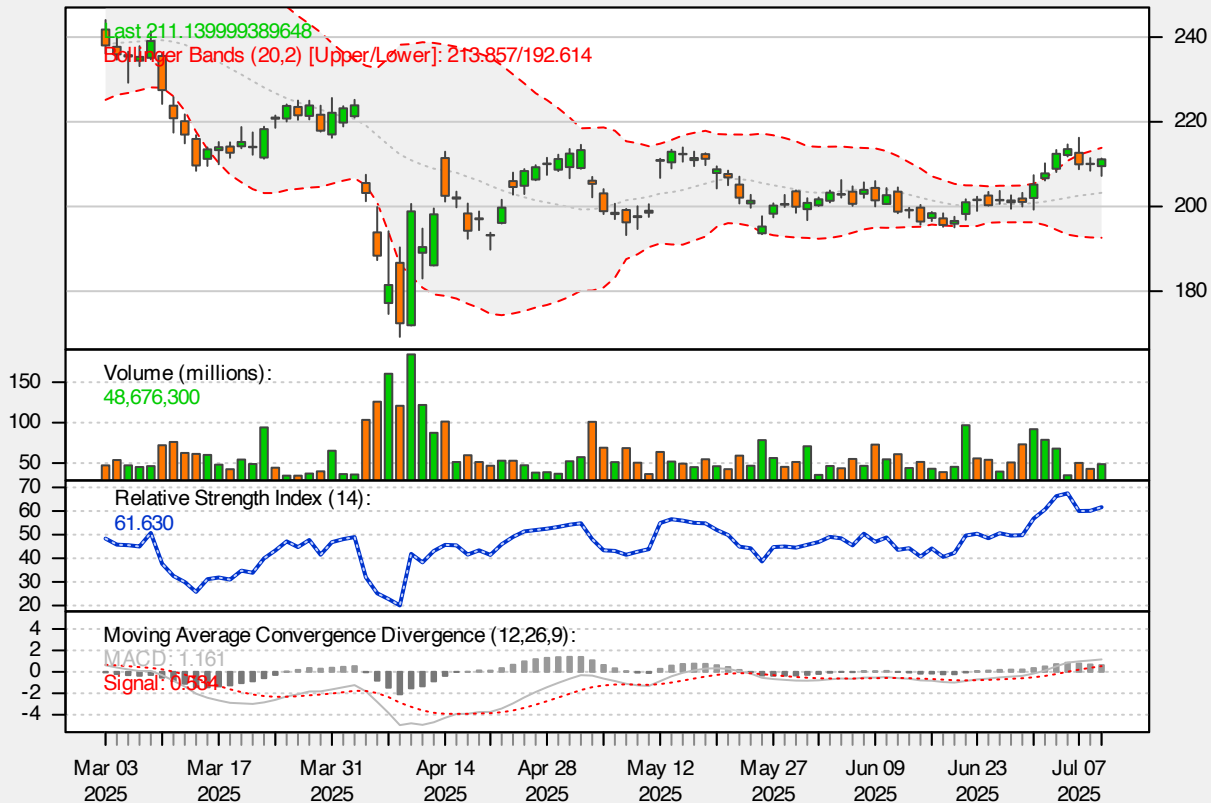 Last 211.139999389648
Bollinger Bands (20,2) [Upper/Lower]: 213.857/192.614
240
220
200
180
Volume (millions):
48,676,300
150
100
50
Relative Strength Index (14):
61.630
70
60
50
40
30
20
Moving Average Convergence Divergence (12,26,9):
MACD: 1.161
Signal: 0.534
4
2
0
-2
-4
Mar 03 2025
Mar 17 2025
Mar 31 2025
Apr 14 2025
Apr 28 2025
May 12 2025
May 27 2025
Jun 09 2025
Jun 23 2025
Jul 07 2025